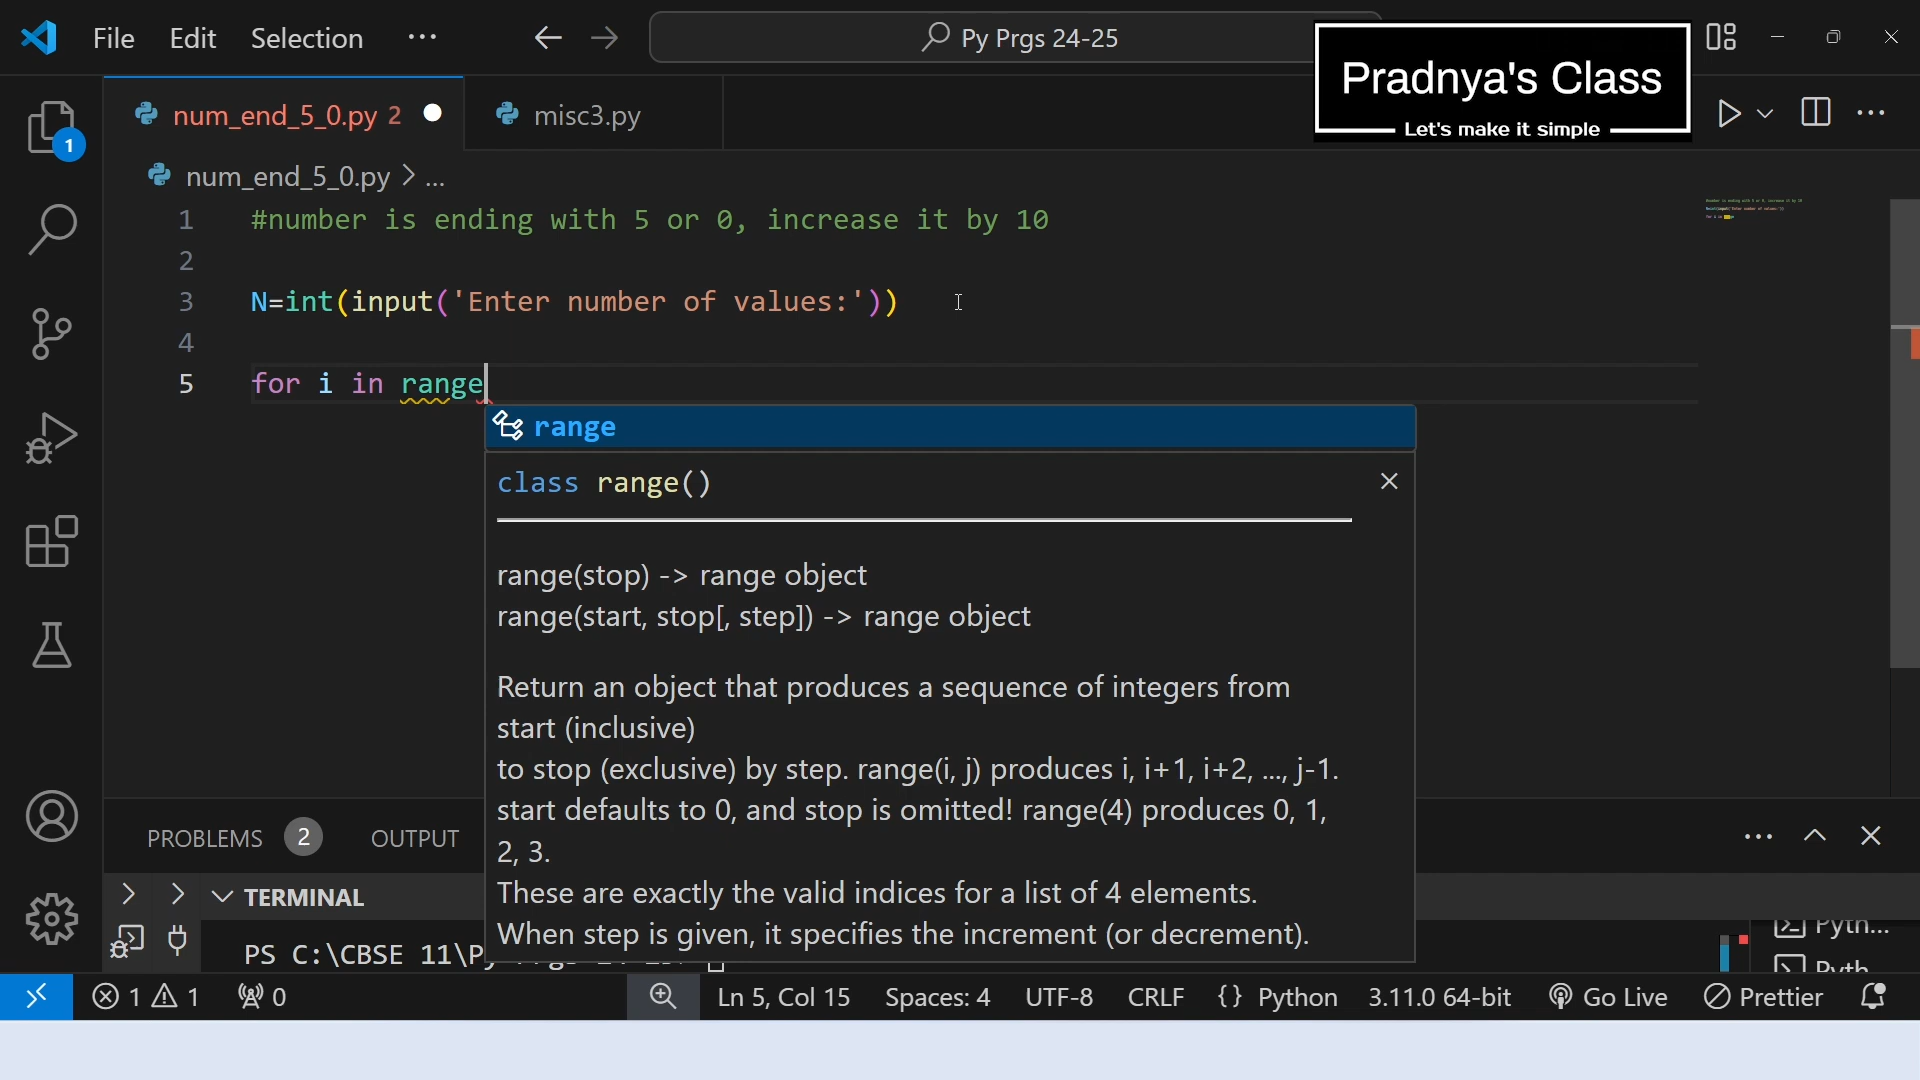 File Edit Selection ···
Py Prgs 24-25
Pradnya's Class
Let's make it simple
num_end_5_0.py 2
misc3.py
num_end_5_0.py > ...
1
1 #number is ending with 5 or 0, increase it by 10
2
3 N=int(input('Enter number of values:'))
4
5 for i in range
range
class range()
range(stop) -> range object
range(start, stop[, step]) -> range object
Return an object that produces a sequence of integers from
start (inclusive)
to stop (exclusive) by step. range(i, j) produces i, i+1, i+2, ..., j-1.
start defaults to 0, and stop is omitted! range(4) produces 0, 1,
2, 3.
These are exactly the valid indices for a list of 4 elements.
When step is given, it specifies the increment (or decrement).
PROBLEMS 2 OUTPUT
TERMINAL
PS C:\CBSE 11\P
Pyth...
1 1 0
Ln 5, Col 15 Spaces: 4 UTF-8 CRLF {} Python 3.11.0 64-bit Go Live Prettier